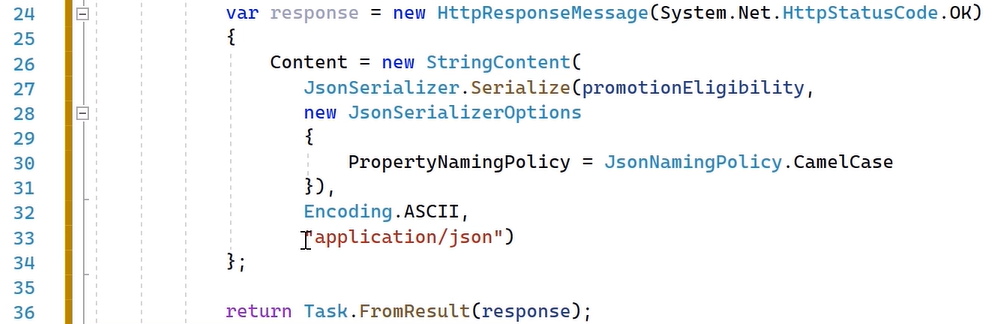 24 var response = new HttpResponseMessage(System.Net.HttpStatusCode.OK)
25 {
26 Content = new StringContent(
27 JsonSerializer.Serialize(promotionEligibility,
28 new JsonSerializerOptions
29 {
30 PropertyNamingPolicy = JsonNamingPolicy.CamelCase
31 }),
32 Encoding.ASCII,
33 "application/json")
34 };
35
36 return Task.FromResult(response);